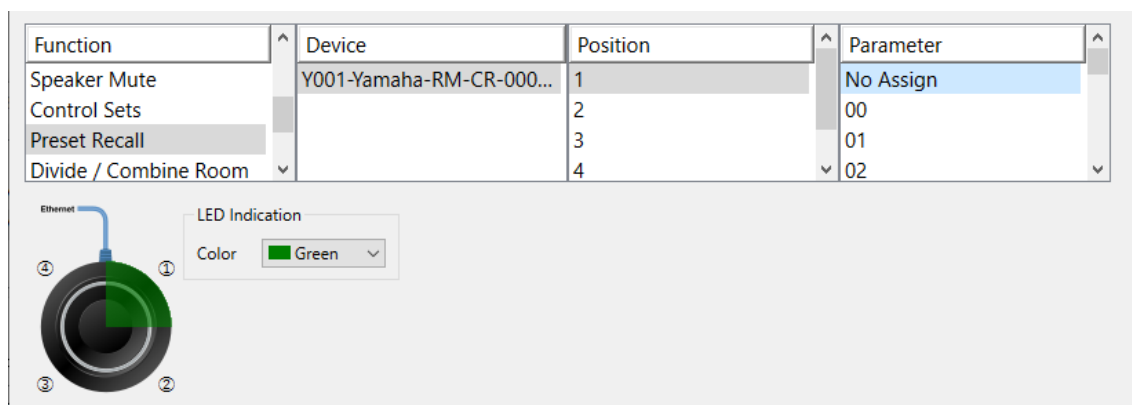 Function
Speaker Mute
Control Sets
Preset Recall
Divide / Combine Room
Device
Y001-Yamaha-RM-CR-000...
Position
1
2
3
4
Parameter
No Assign
00
01
02
Ethernet
LED Indication
Color Green
④ ①
③ ②